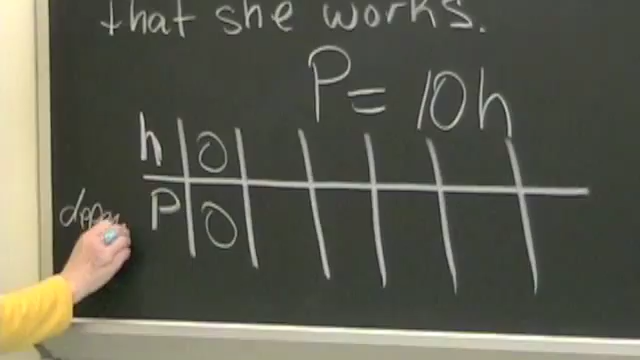 that she works.
P = 10h
h 0
P 0